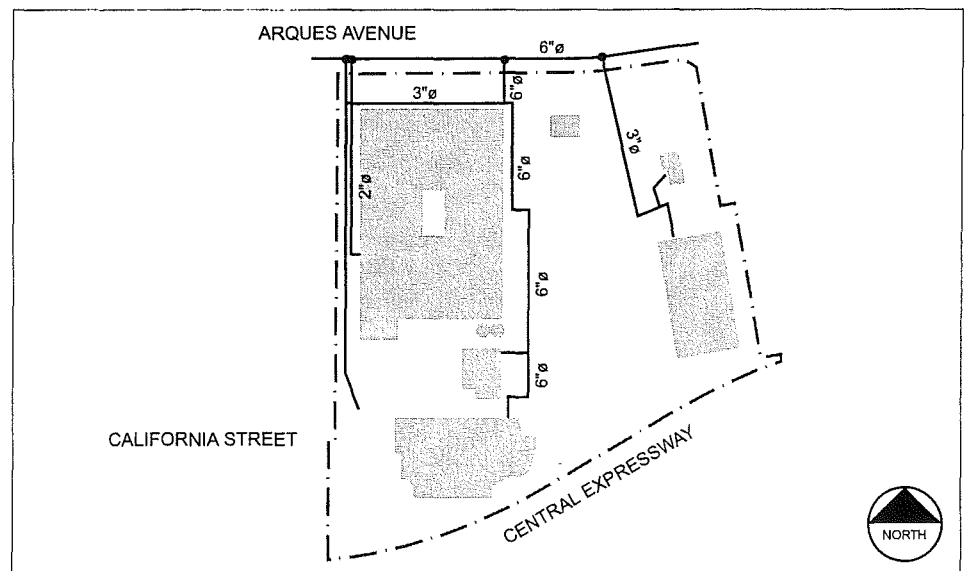 ARQUES AVENUE
6"ø
6"ø
3"ø
3"ø
6"ø
2"ø
6"ø
6"ø
CALIFORNIA STREET
CENTRAL EXPRESSWAY
NORTH